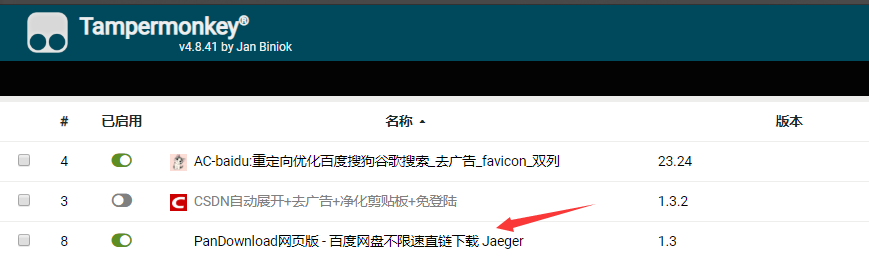 Tampermonkey®
v4.8.41 by Jan Biniok
# 已启用 名称 版本
4 AC-baidu:重定向优化百度搜狗谷歌搜索_去广告_favicon_双列 23.24
3 CSDN自动展开+去广告+净化剪贴板+免登陆 1.3.2
8 PanDownload网页版 - 百度网盘不限速直链下载 Jaeger 1.3